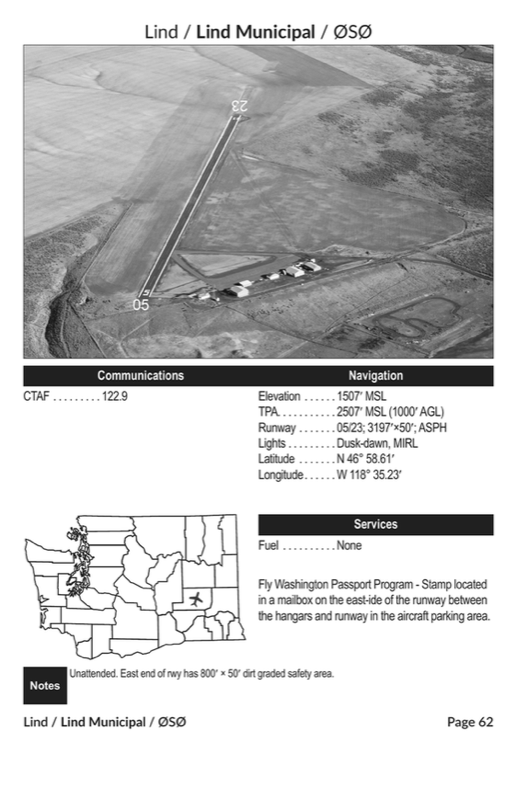 Lind / Lind Municipal / ØSØ
23
05
Communications
CTAF . . . . . . . . . 122.9
Navigation
Elevation . . . . . . 1507′ MSL
TPA. . . . . . . . . . . 2507′ MSL (1000′ AGL)
Runway . . . . . . . 05/23; 3197′×50′; ASPH
Lights . . . . . . . . . Dusk-dawn, MIRL
Latitude . . . . . . . N 46° 58.61′
Longitude . . . . . . W 118° 35.23′
Services
Fuel . . . . . . . . . . None
Fly Washington Passport Program - Stamp located
in a mailbox on the east-ide of the runway between
the hangars and runway in the aircraft parking area.
Notes
Unattended. East end of rwy has 800′ × 50′ dirt graded safety area.
Lind / Lind Municipal / ØSØ
Page 62